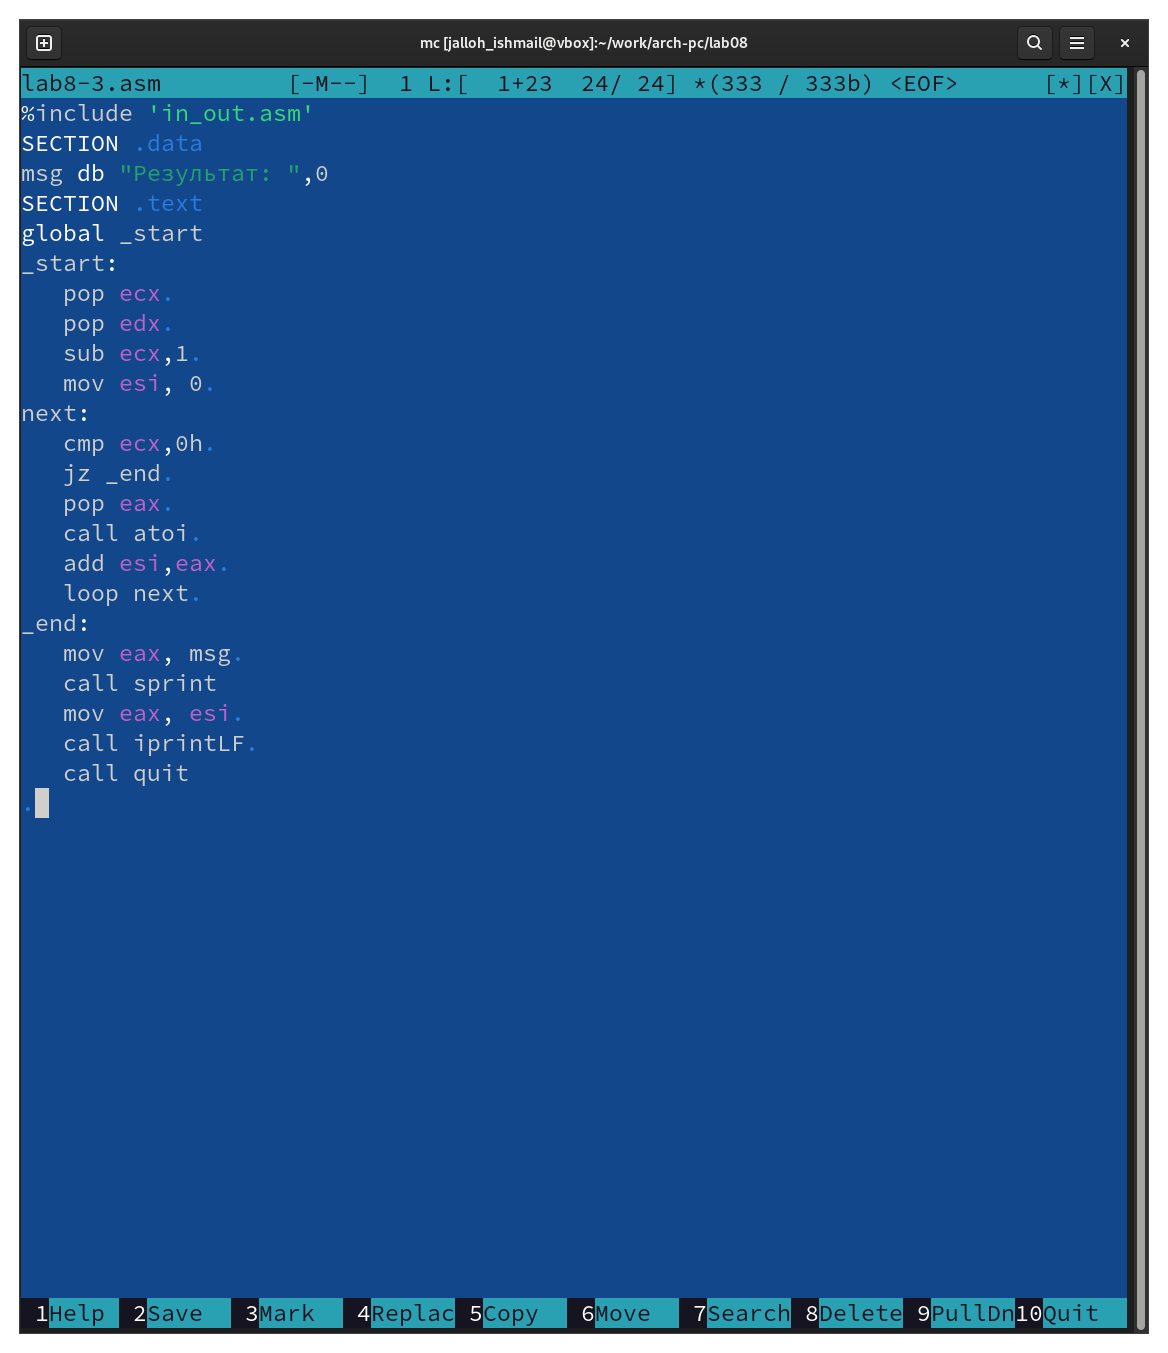 mc [jalloh_ishmail@vbox]:~/work/arch-pc/lab08
lab8-3.asm [-M--] 1 L:[ 1+23 24/ 24] *(333 / 333b) <EOF> [*][X]
%include 'in_out.asm'
SECTION .data
msg db "Результат: ",0
SECTION .text
global _start
_start:
pop ecx.
pop edx.
sub ecx,1.
mov esi, 0.
next:
cmp ecx,0h.
jz _end.
pop eax.
call atoi.
add esi,eax.
loop next.
_end:
mov eax, msg.
call sprint
mov eax, esi.
call iprintLF.
call quit
.
1Help 2Save 3Mark 4Replac 5Copy 6Move 7Search 8Delete 9PullDn 10Quit